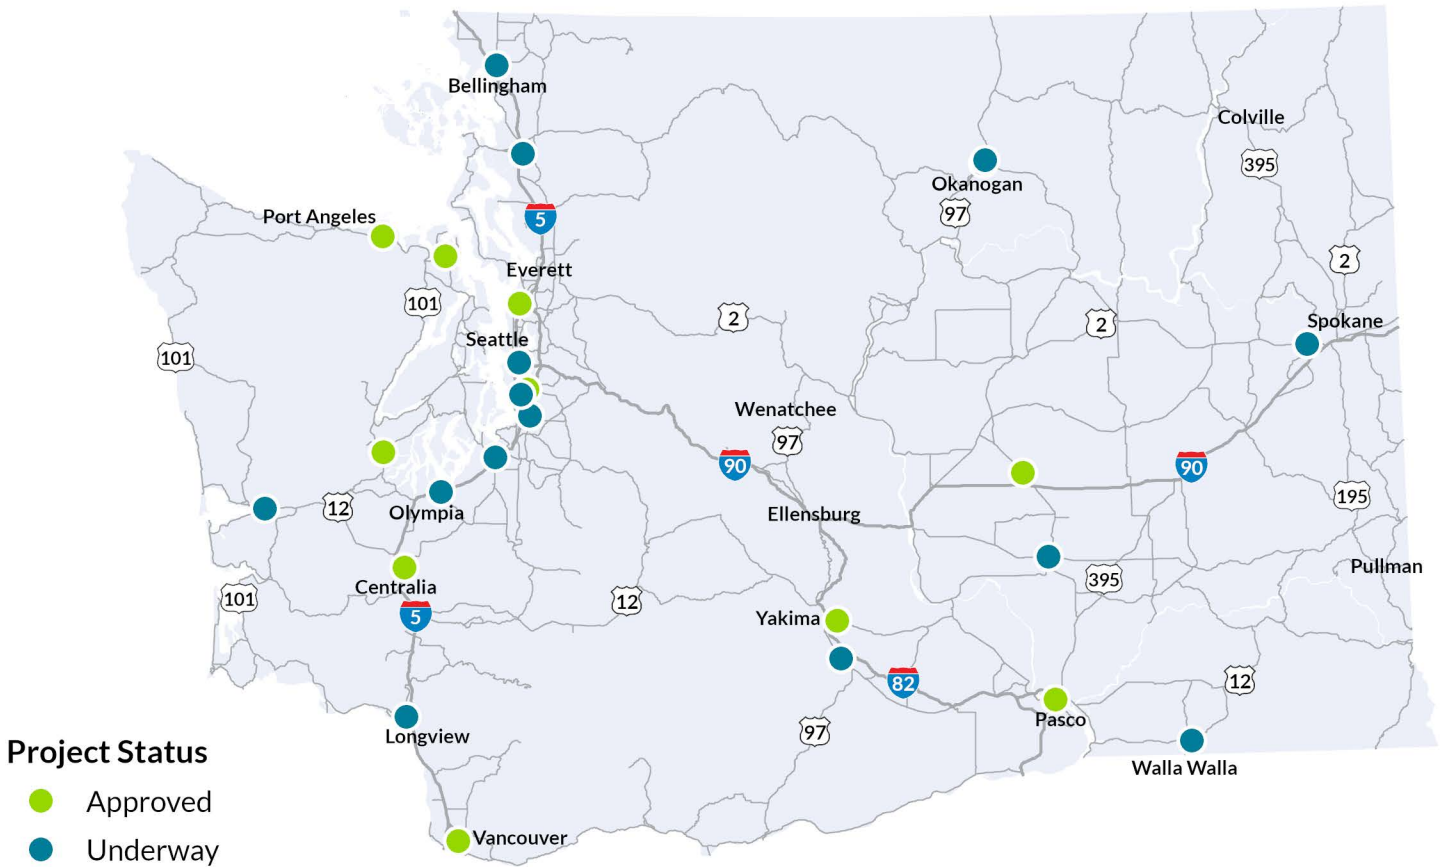 Bellingham
Colville
395
Okanogan
97
Port Angeles
5
2
Everett
101
2
2
Spokane
Seattle
101
Wenatchee
97
90
90
195
12
Olympia
Ellensburg
Pullman
395
Centralia
101
5
12
Yakima
82
12
97
Pasco
Longview
Walla Walla
Project Status
Approved
Underway
Vancouver